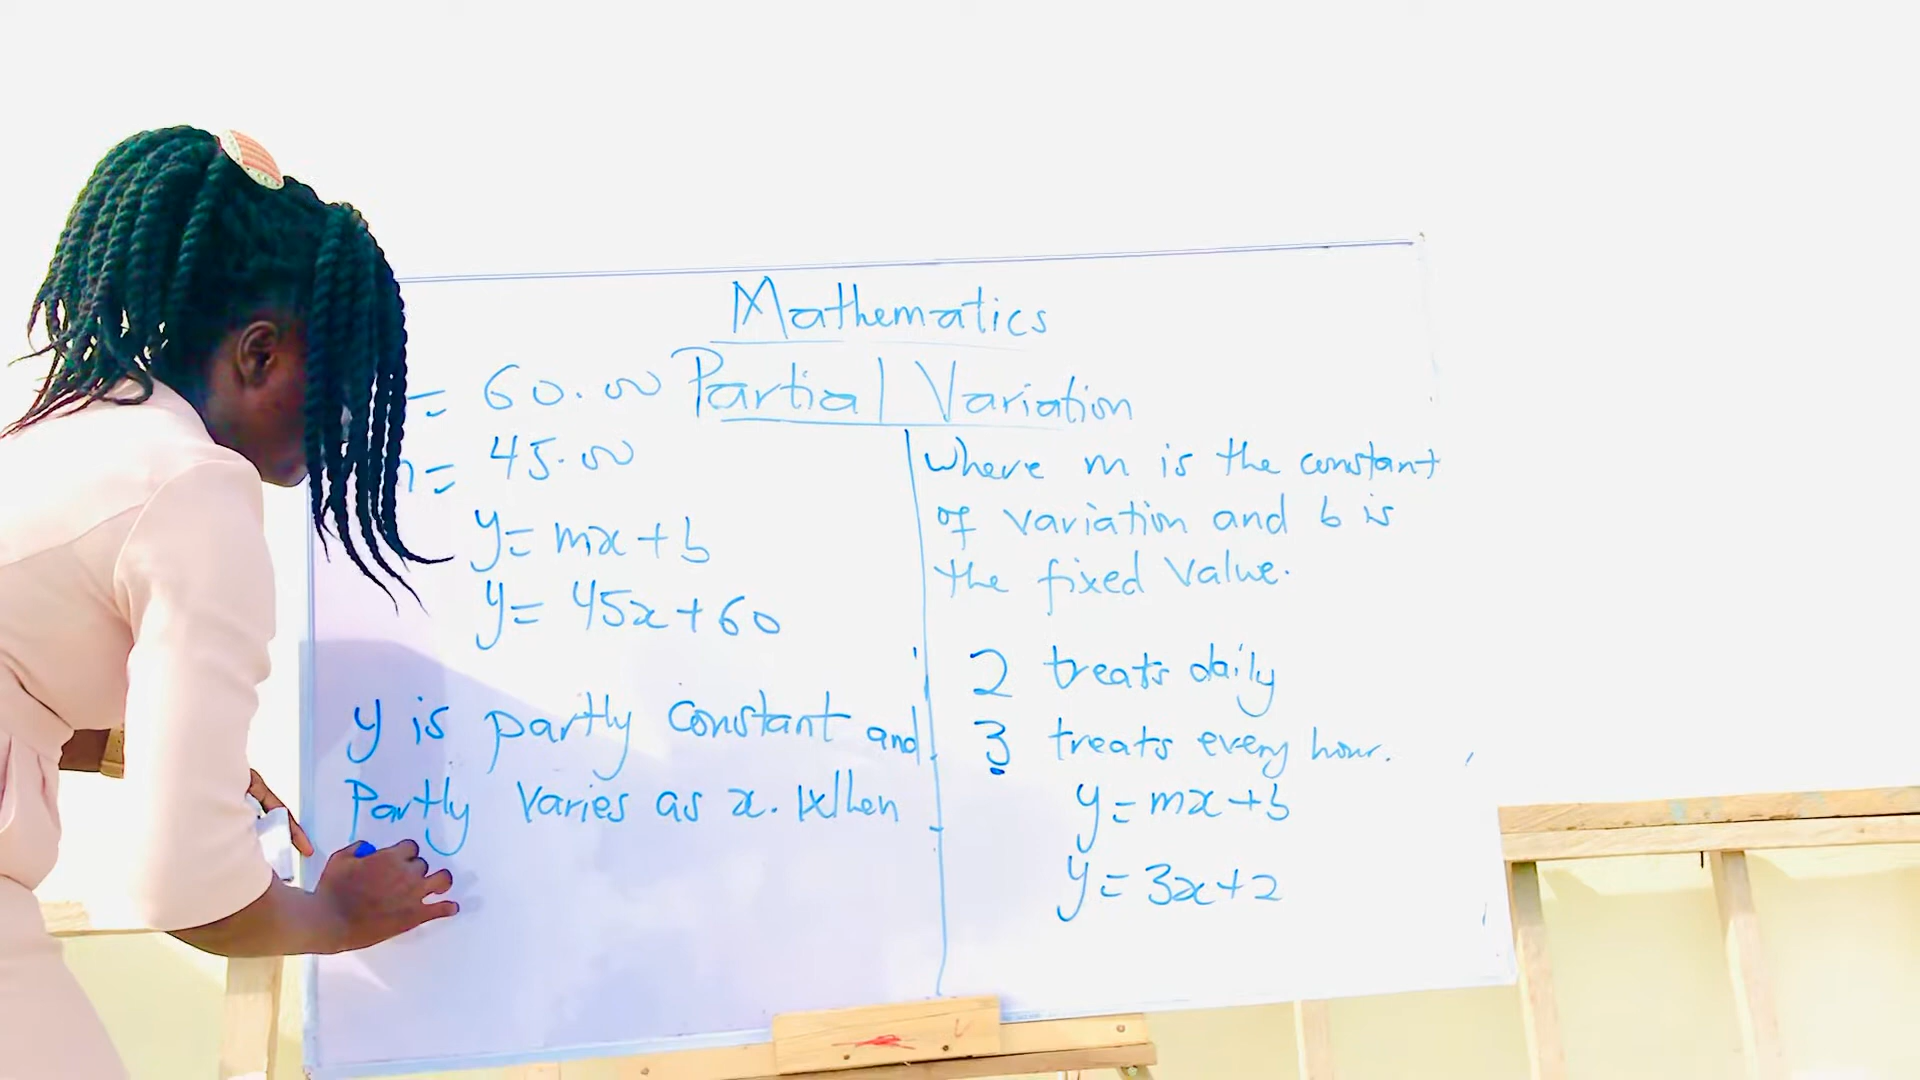 Mathematics
Partial Variation
= 60.00
= 45.00
y = mx + b
y = 45x + 60
y is partly constant and
Partly varies as x. When
where m is the constant
of variation and b is
the fixed value.
2 treats daily
3 treats every hour.
y = mx + b
y = 3x + 2